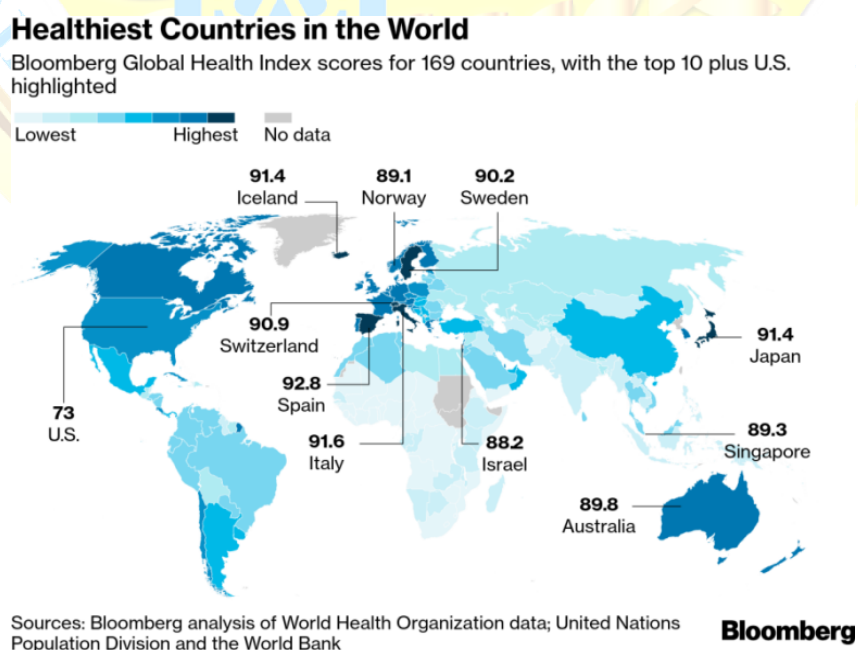 Healthiest Countries in the World
Bloomberg Global Health Index scores for 169 countries, with the top 10 plus U.S.
highlighted
Lowest Highest No data
91.4
Iceland
89.1
Norway
90.2
Sweden
90.9
Switzerland
91.4
Japan
92.8
Spain
73
U.S.
91.6
Italy
88.2
Israel
89.3
Singapore
89.8
Australia
Sources: Bloomberg analysis of World Health Organization data; United Nations
Population Division and the World Bank
Bloomberg